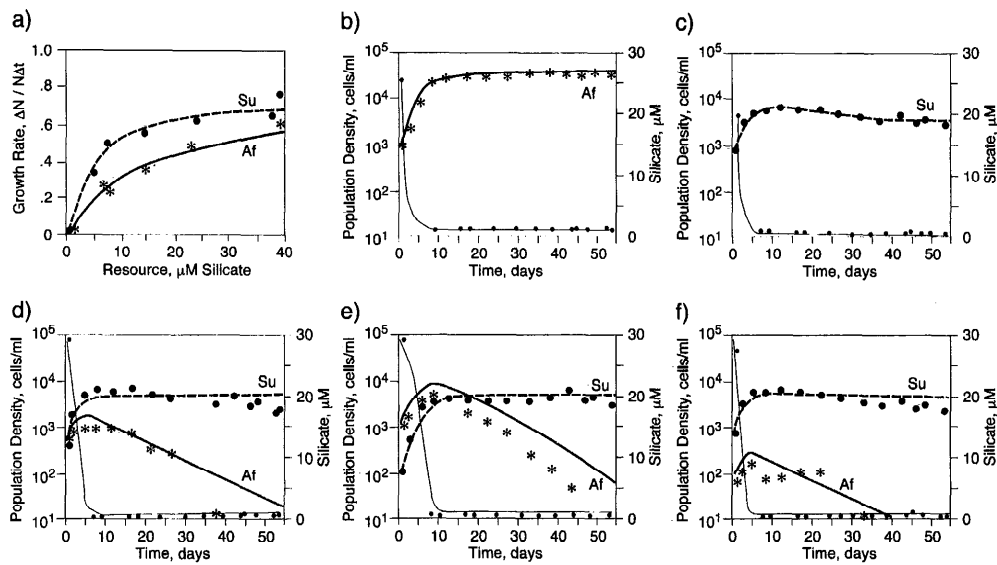 a)
Growth Rate, ΔN / NΔt
1.0
.8
.6
.4
.2
0
Su
Af
0 10 20 30 40
Resource, μM Silicate
b)
Population Density, cells/ml
10⁵
10⁴
10³
10²
10¹
Af
30
20
10
0
Silicate, μM
0 10 20 30 40 50
Time, days
c)
Population Density, cells/ml
10⁵
10⁴
10³
10²
10¹
Su
30
20
10
0
Silicate, μM
0 10 20 30 40 50
Time, days
d)
Population Density, cells/ml
10⁵
10⁴
10³
10²
10¹
Su
Af
30
20
10
0
Silicate, μM
0 10 20 30 40 50
Time, days
e)
Population Density, cells/ml
10⁵
10⁴
10³
10²
10¹
Su
Af
30
20
10
0
Silicate, μM
0 10 20 30 40 50
Time, days
f)
Population Density, cells/ml
10⁵
10⁴
10³
10²
10¹
Su
Af
30
20
10
0
Silicate, μM
0 10 20 30 40 50
Time, days